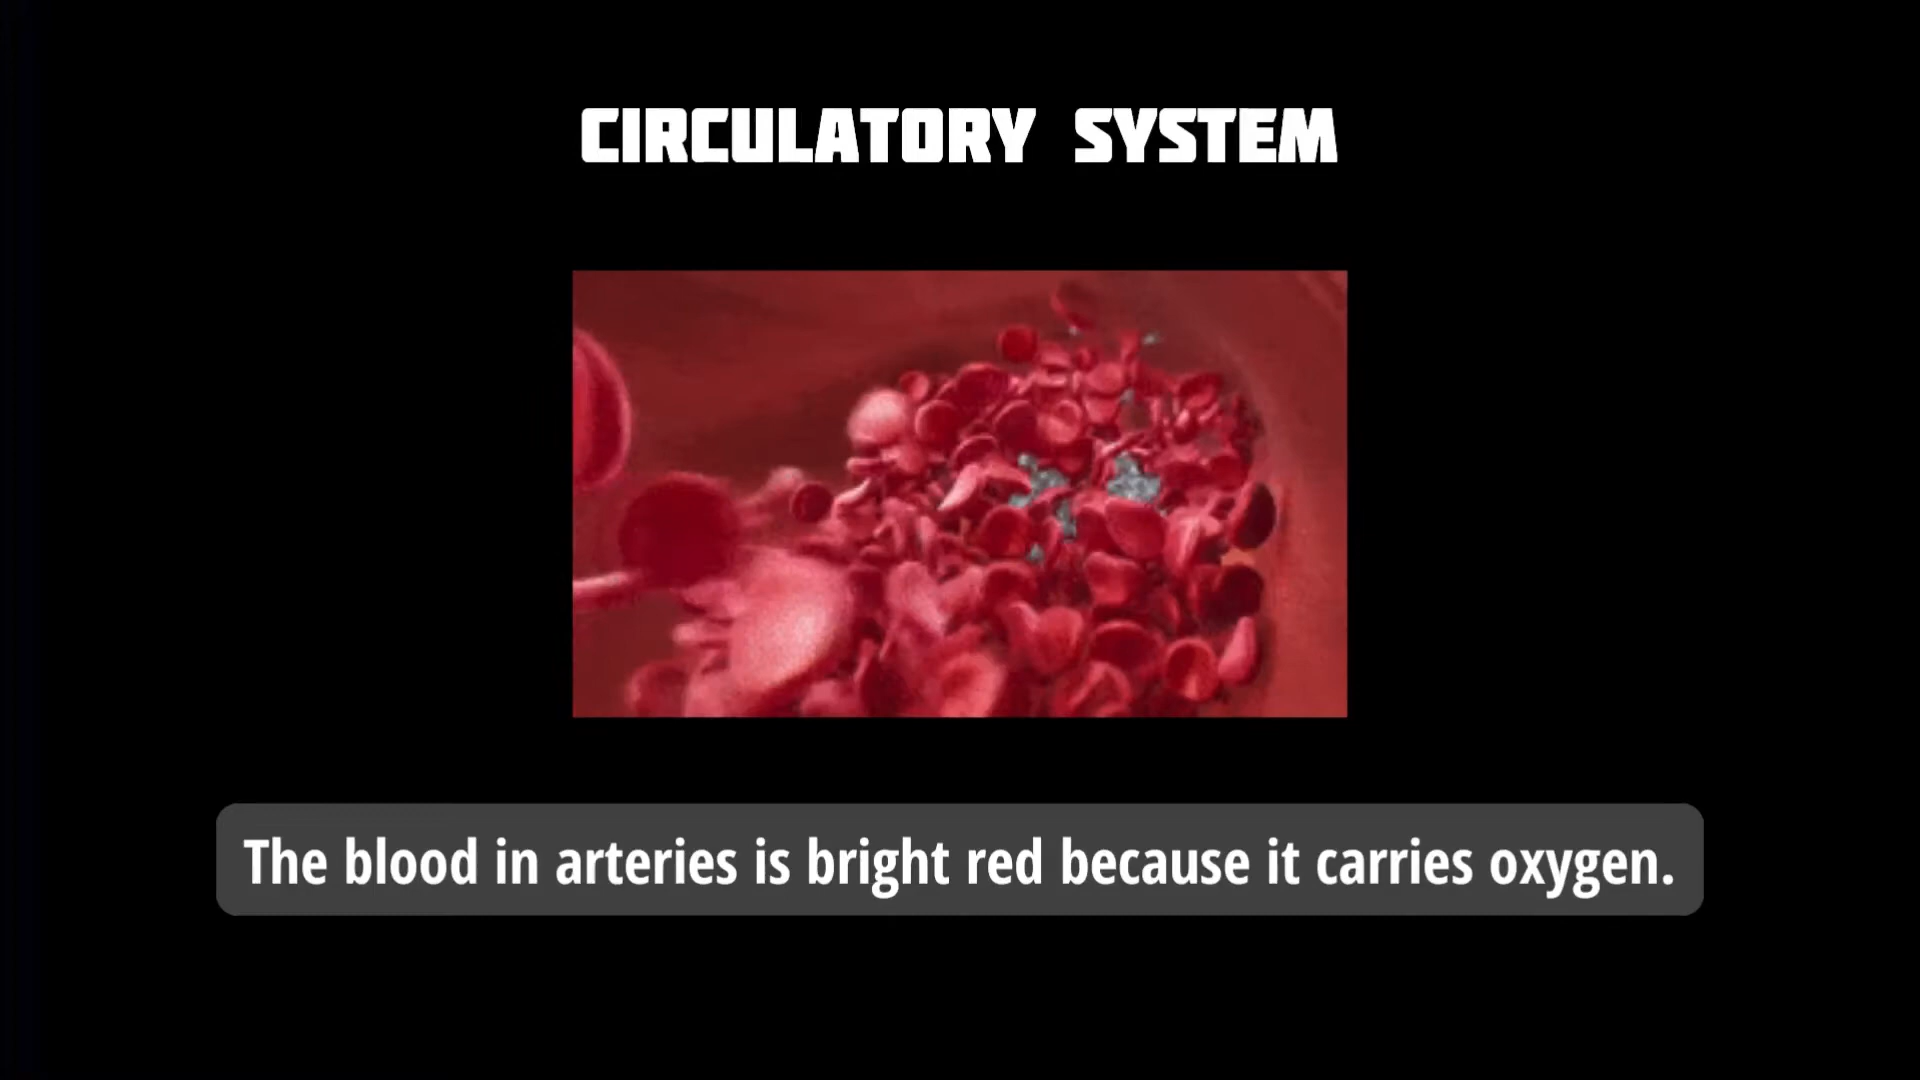 CIRCULATORY SYSTEM
The blood in arteries is bright red because it carries oxygen.